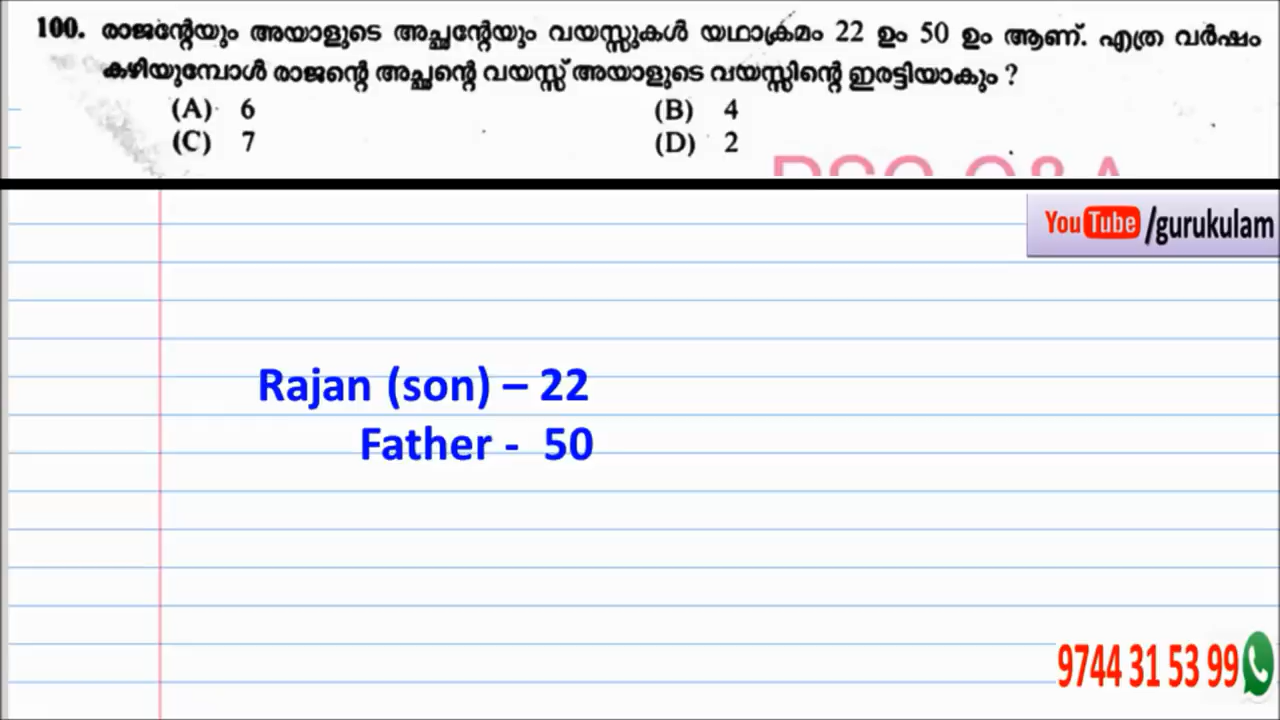 100. രാജന്റേയും അയാളുടെ അച്ഛന്റേയും വയസ്സുകൾ യഥാക്രമം 22 ഉം 50 ഉം ആണ്. എത്ര വർഷം
കഴിയുമ്പോൾ രാജന്റെ അച്ഛന്റെ വയസ്സ് അയാളുടെ വയസ്സിന്റെ ഇരട്ടിയാകും ?
(A) 6 (B) 4
(C) 7 (D) 2
YouTube/gurukulam
Rajan (son) – 22
Father - 50
9744 31 53 99